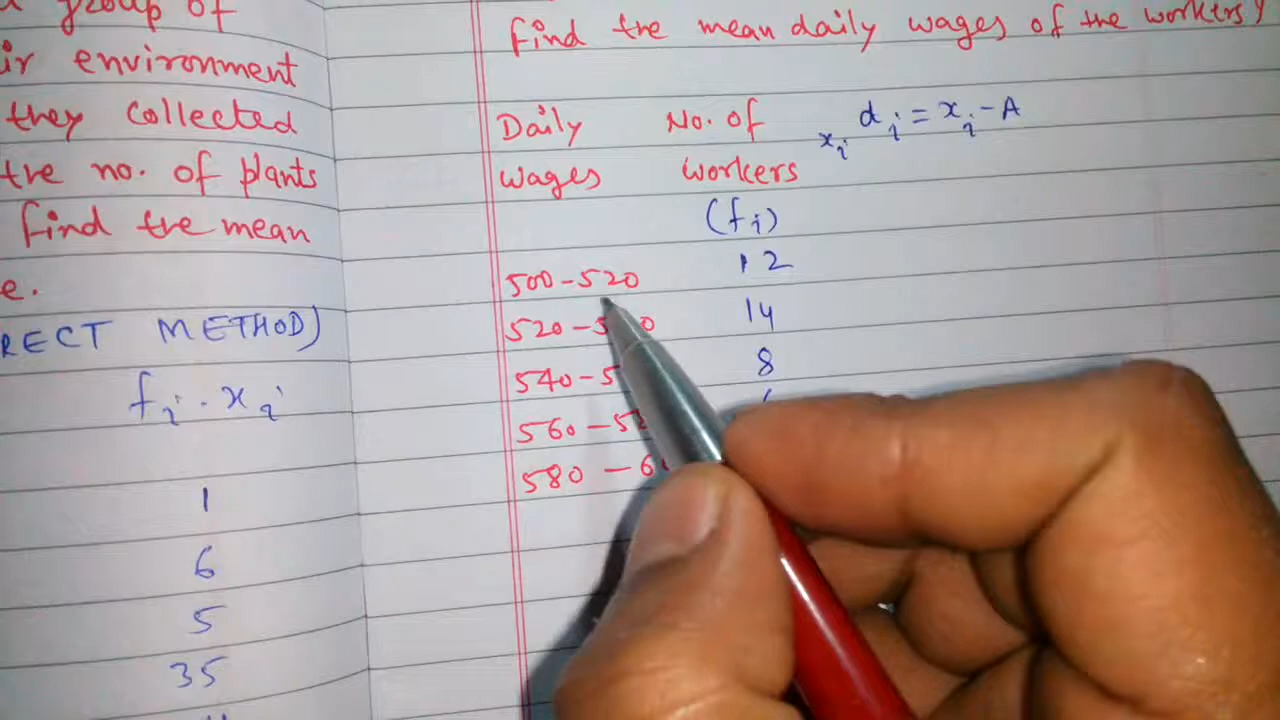 group of
ir environment
they collected
the no. of plants
find the mean
e.
RECT METHOD)
fi . xi
1
6
5
35
Find the mean daily wages of the workers?
Daily No. of xi di = xi - A
wages workers
(fi)
500-520 12
520- 14
540-5 8
560-5
580 - 6